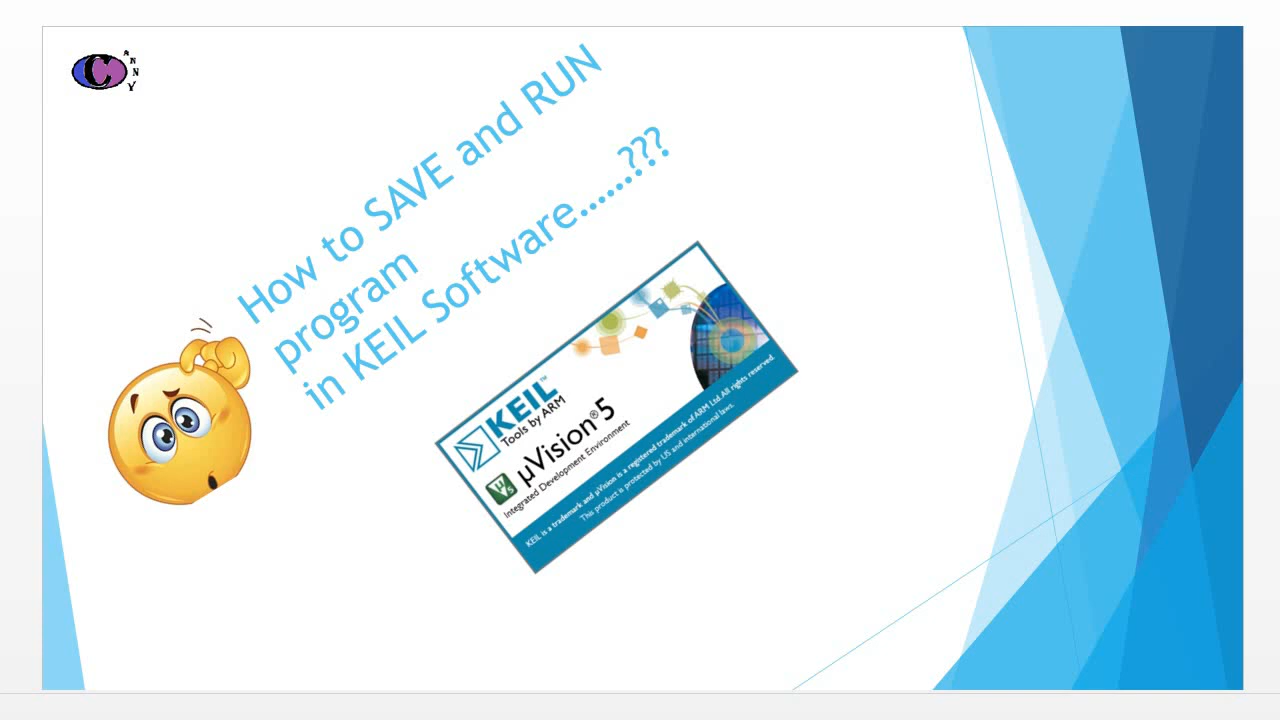 C ANNY
How to SAVE and RUN
program
in KEIL Software......???
KEIL™
Tools by ARM
µVision®5
Integrated Development Environment
KEIL is a trademark and µVision is a registered trademark of ARM Ltd. All rights reserved.
This product is protected by US and international laws.